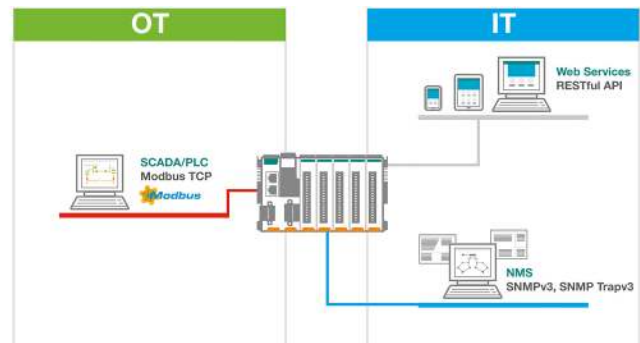 OT
IT
Web Services
RESTful API
SCADA/PLC
Modbus TCP
Modbus
NMS
SNMPv3, SNMP Trapv3